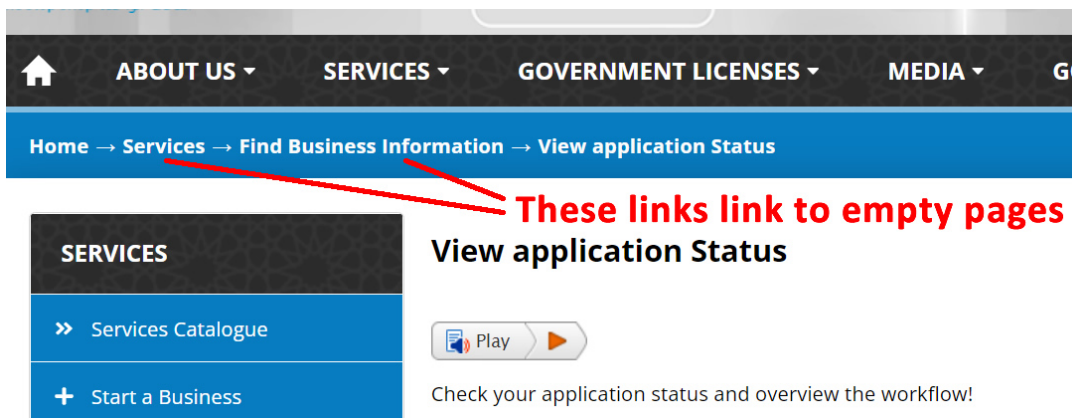 ABOUT US SERVICES GOVERNMENT LICENSES MEDIA
Home → Services → Find Business Information → View application Status
These links link to empty pages
SERVICES
View application Status
Services Catalogue
Play
Start a Business
Check your application status and overview the workflow!